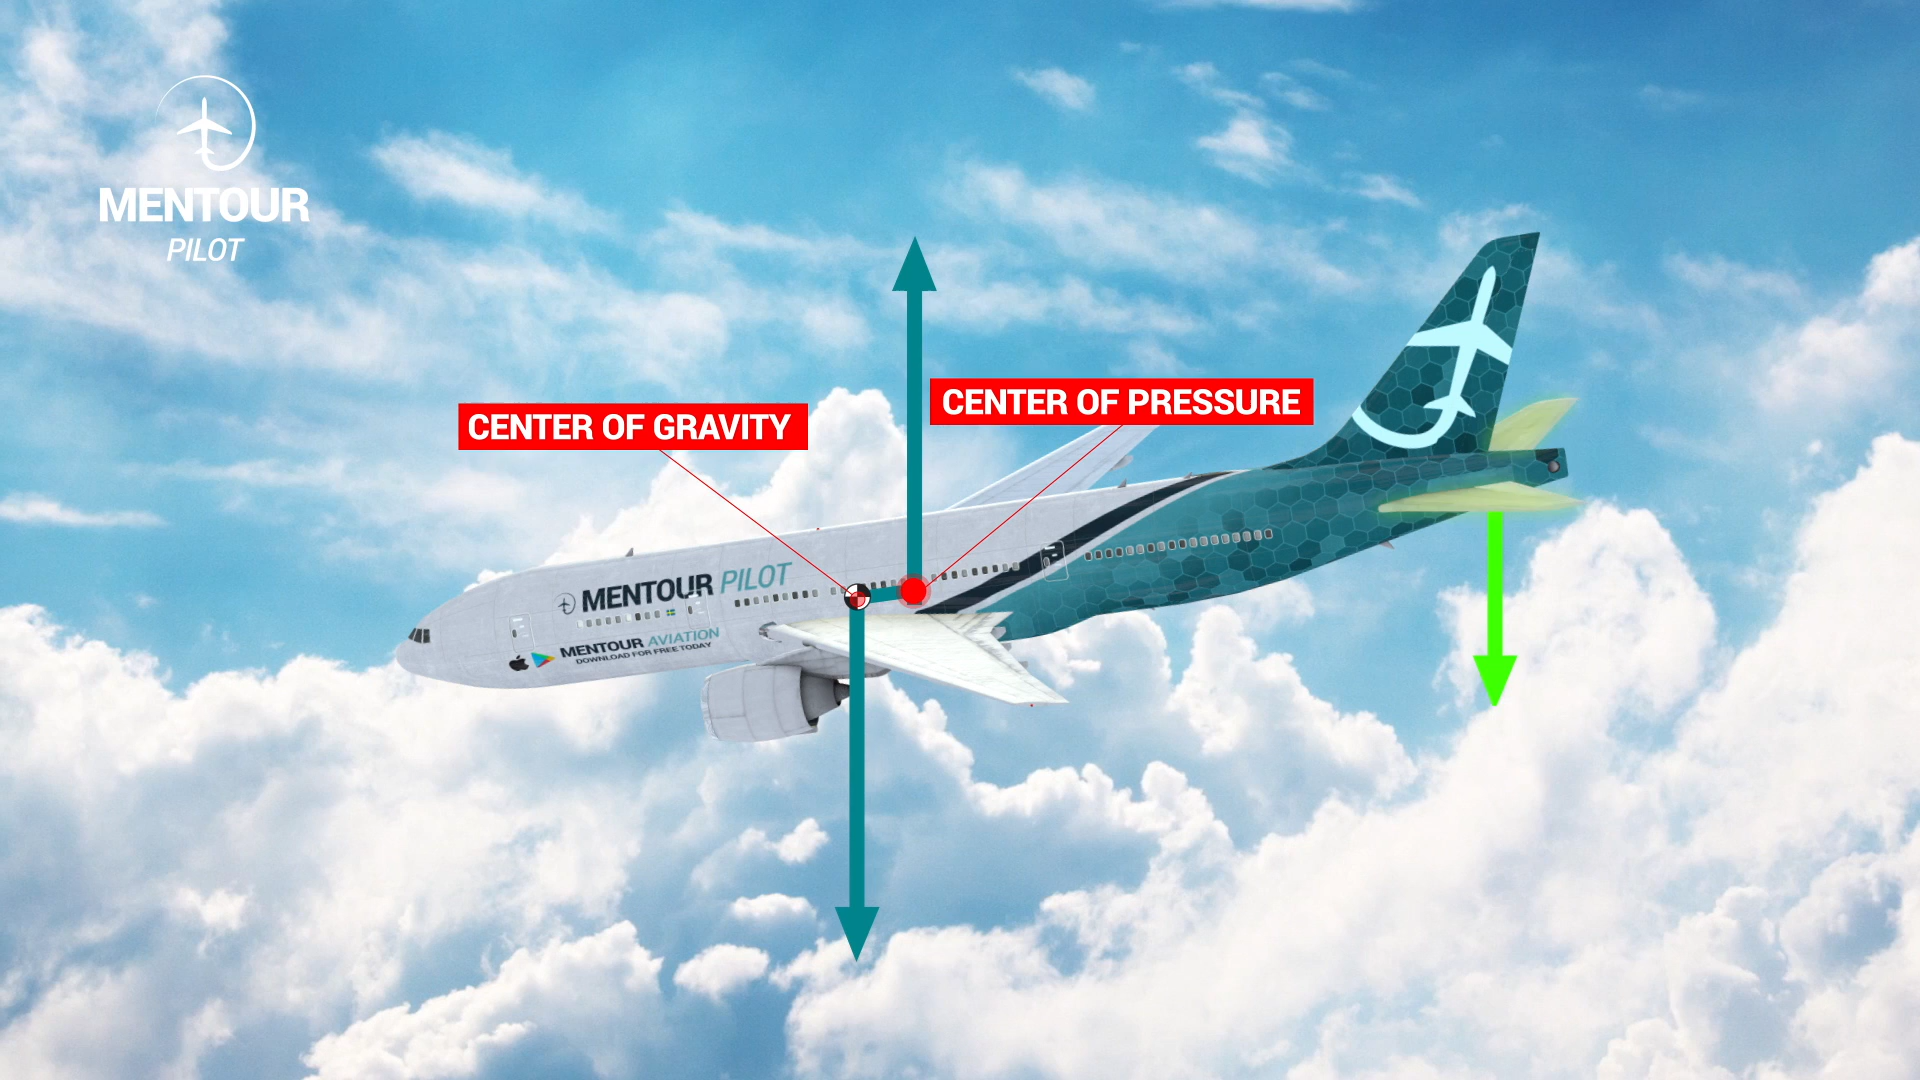 MENTOUR
PILOT
CENTER OF PRESSURE
CENTER OF GRAVITY
MENTOUR PILOT
MENTOUR AVIATION
DOWNLOAD FOR FREE TODAY